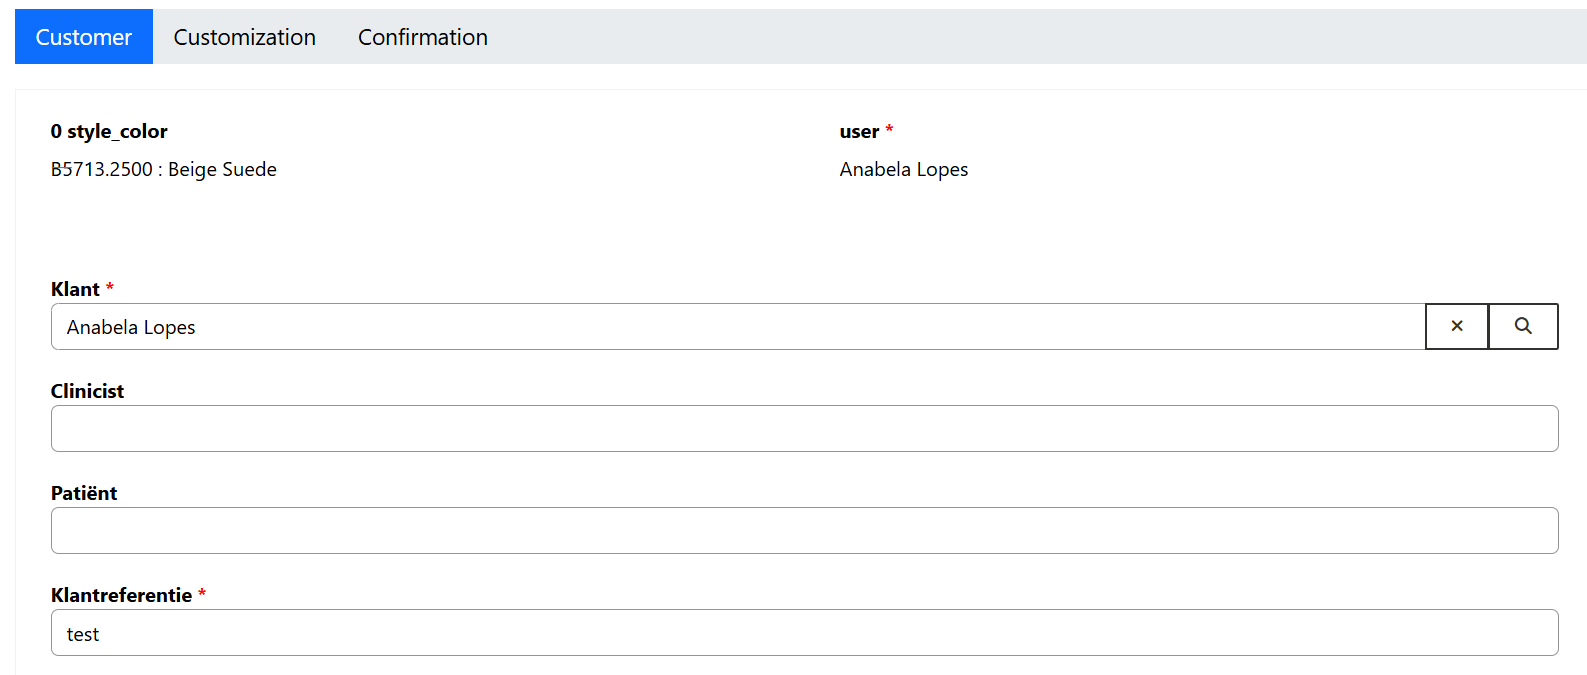 Customer Customization Confirmation
0 style_color
B5713.2500 : Beige Suede
user *
Anabela Lopes
Klant *
Anabela Lopes
Clinicist
Patiënt
Klantreferentie *
test